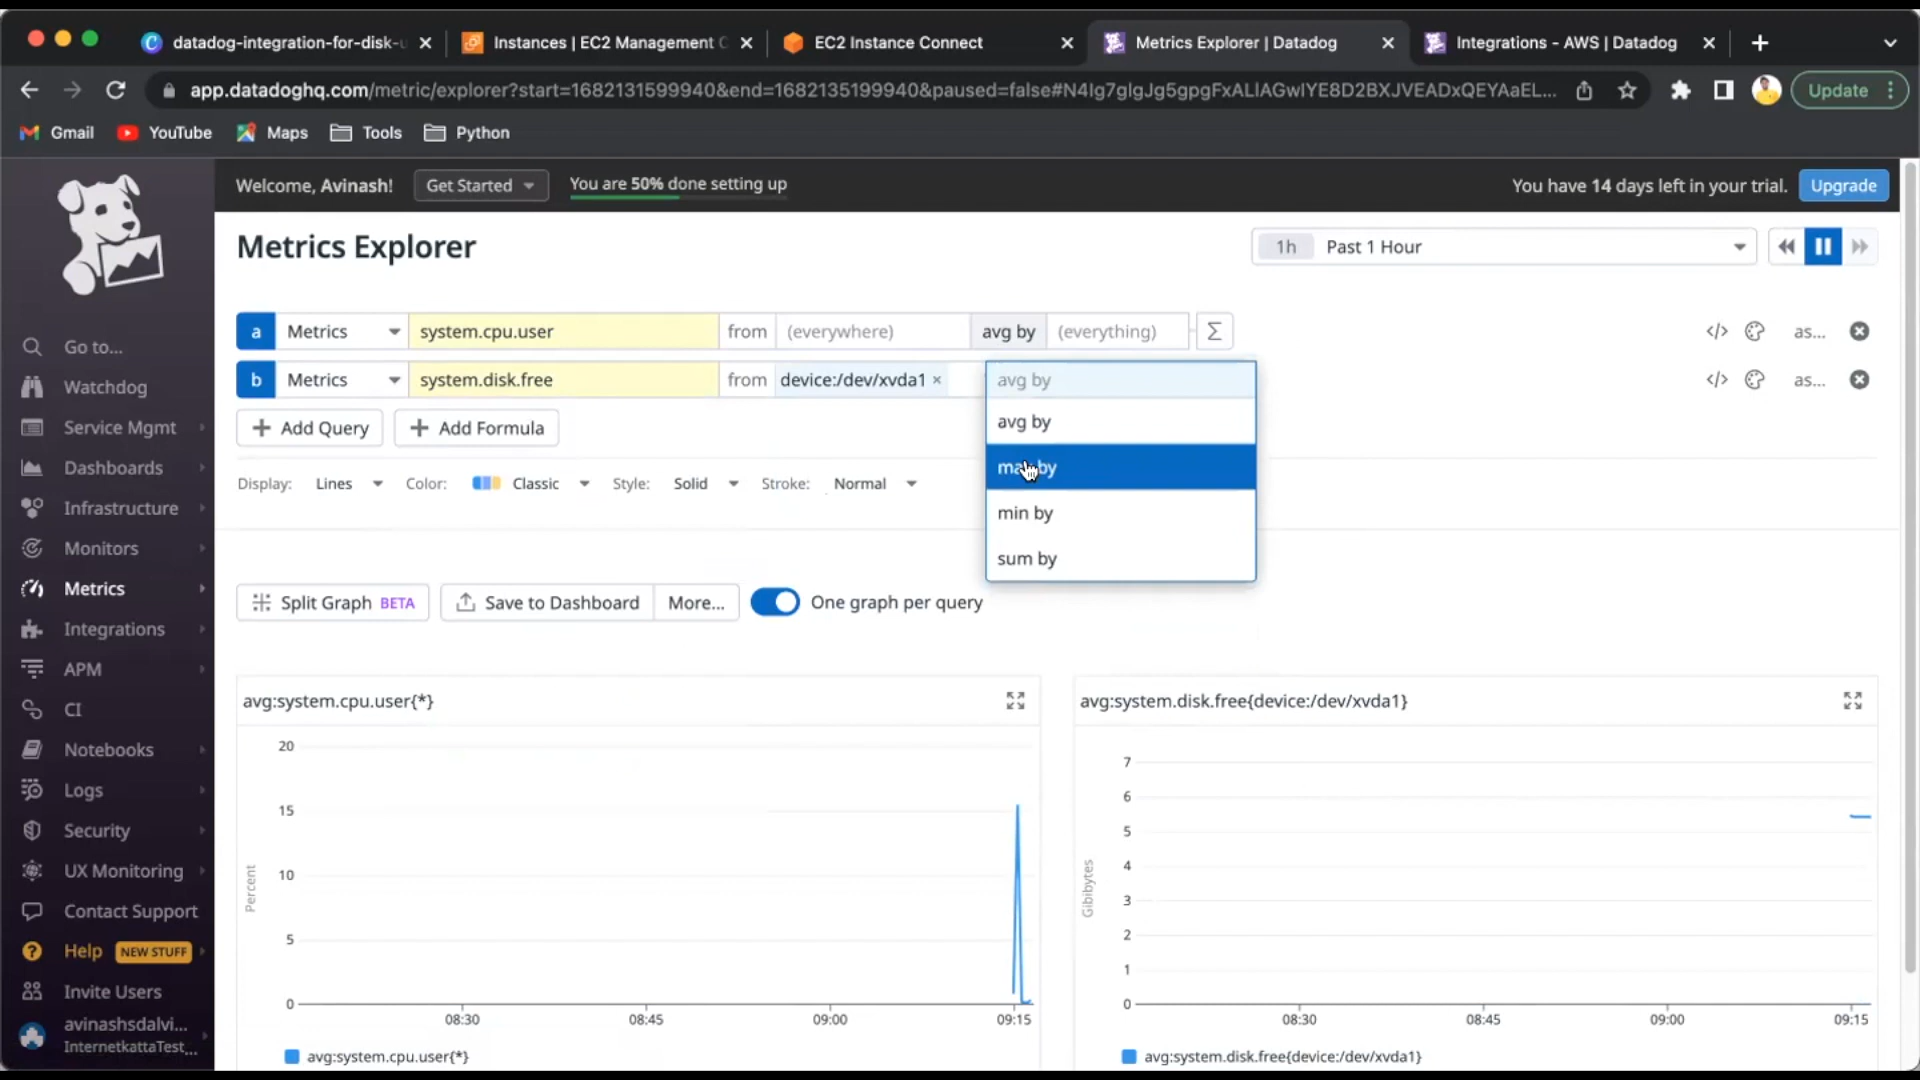 datadog-integration-for-disk-u
Instances | EC2 Management C
EC2 Instance Connect
Metrics Explorer | Datadog
Integrations - AWS | Datadog
app.datadoghq.com/metric/explorer?start=1682131599940&end=1682135199940&paused=false#N4Ig7glgJg5gpgFxALlAGwIYE8D2BXJVEADxQEYAaEL...
Update
Gmail
YouTube
Maps
Tools
Python
Welcome, Avinash!
Get Started
You are 50% done setting up
You have 14 days left in your trial.
Upgrade
Metrics Explorer
1h Past 1 Hour
a Metrics system.cpu.user from (everywhere) avg by (everything) Σ </> as...
b Metrics system.disk.free from device:/dev/xvda1 × avg by </> as...
avg by
max by
min by
sum by
+ Add Query
+ Add Formula
Display: Lines Color: Classic Style: Solid Stroke: Normal
Split Graph BETA
Save to Dashboard
More...
One graph per query
Go to...
Watchdog
Service Mgmt
Dashboards
Infrastructure
Monitors
Metrics
Integrations
APM
CI
Notebooks
Logs
Security
UX Monitoring
Contact Support
Help NEW STUFF
Invite Users
avinashsdalvi...
InternetkattaTest...
avg:system.cpu.user{*}
20
15
10
5
0
Percent
08:30 08:45 09:00 09:15
avg:system.cpu.user{*}
avg:system.disk.free{device:/dev/xvda1}
7
6
5
4
3
2
1
0
Gibibytes
08:30 08:45 09:00 09:15
avg:system.disk.free{device:/dev/xvda1}